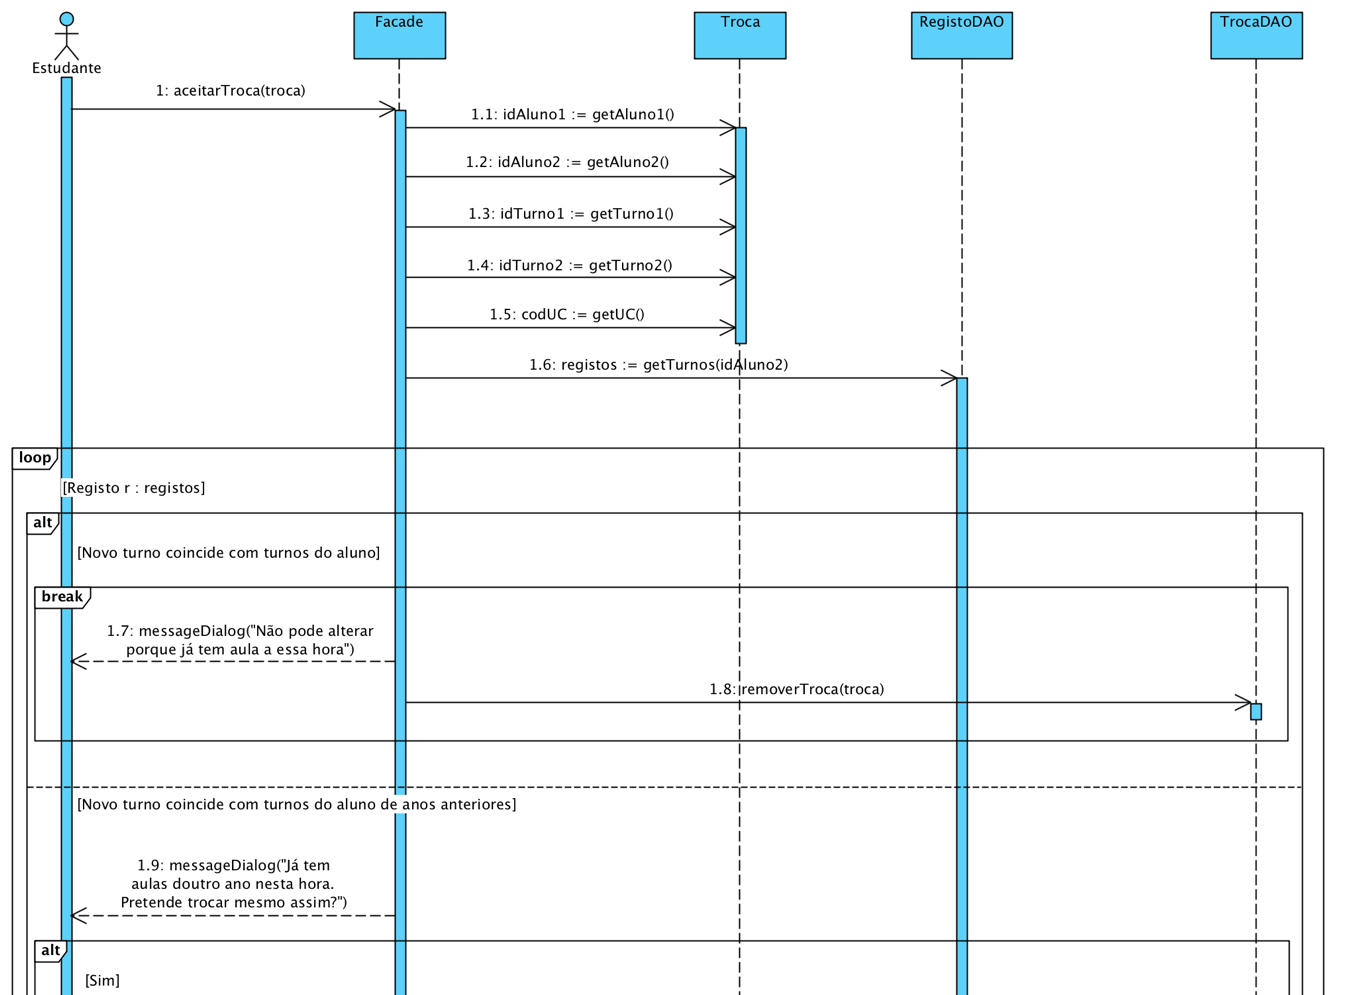 Estudante
Facade
Troca
RegistoDAO
TrocaDAO
1: aceitarTroca(troca)
1.1: idAluno1 := getAluno1()
1.2: idAluno2 := getAluno2()
1.3: idTurno1 := getTurno1()
1.4: idTurno2 := getTurno2()
1.5: codUC := getUC()
1.6: registos := getTurnos(idAluno2)
loop
[Registo r : registos]
alt
[Novo turno coincide com turnos do aluno]
break
1.7: messageDialog("Não pode alterar
porque já tem aula a essa hora")
1.8: removerTroca(troca)
[Novo turno coincide com turnos do aluno de anos anteriores]
1.9: messageDialog("Já tem
aulas doutro ano nesta hora.
Pretende trocar mesmo assim?")
alt
[Sim]